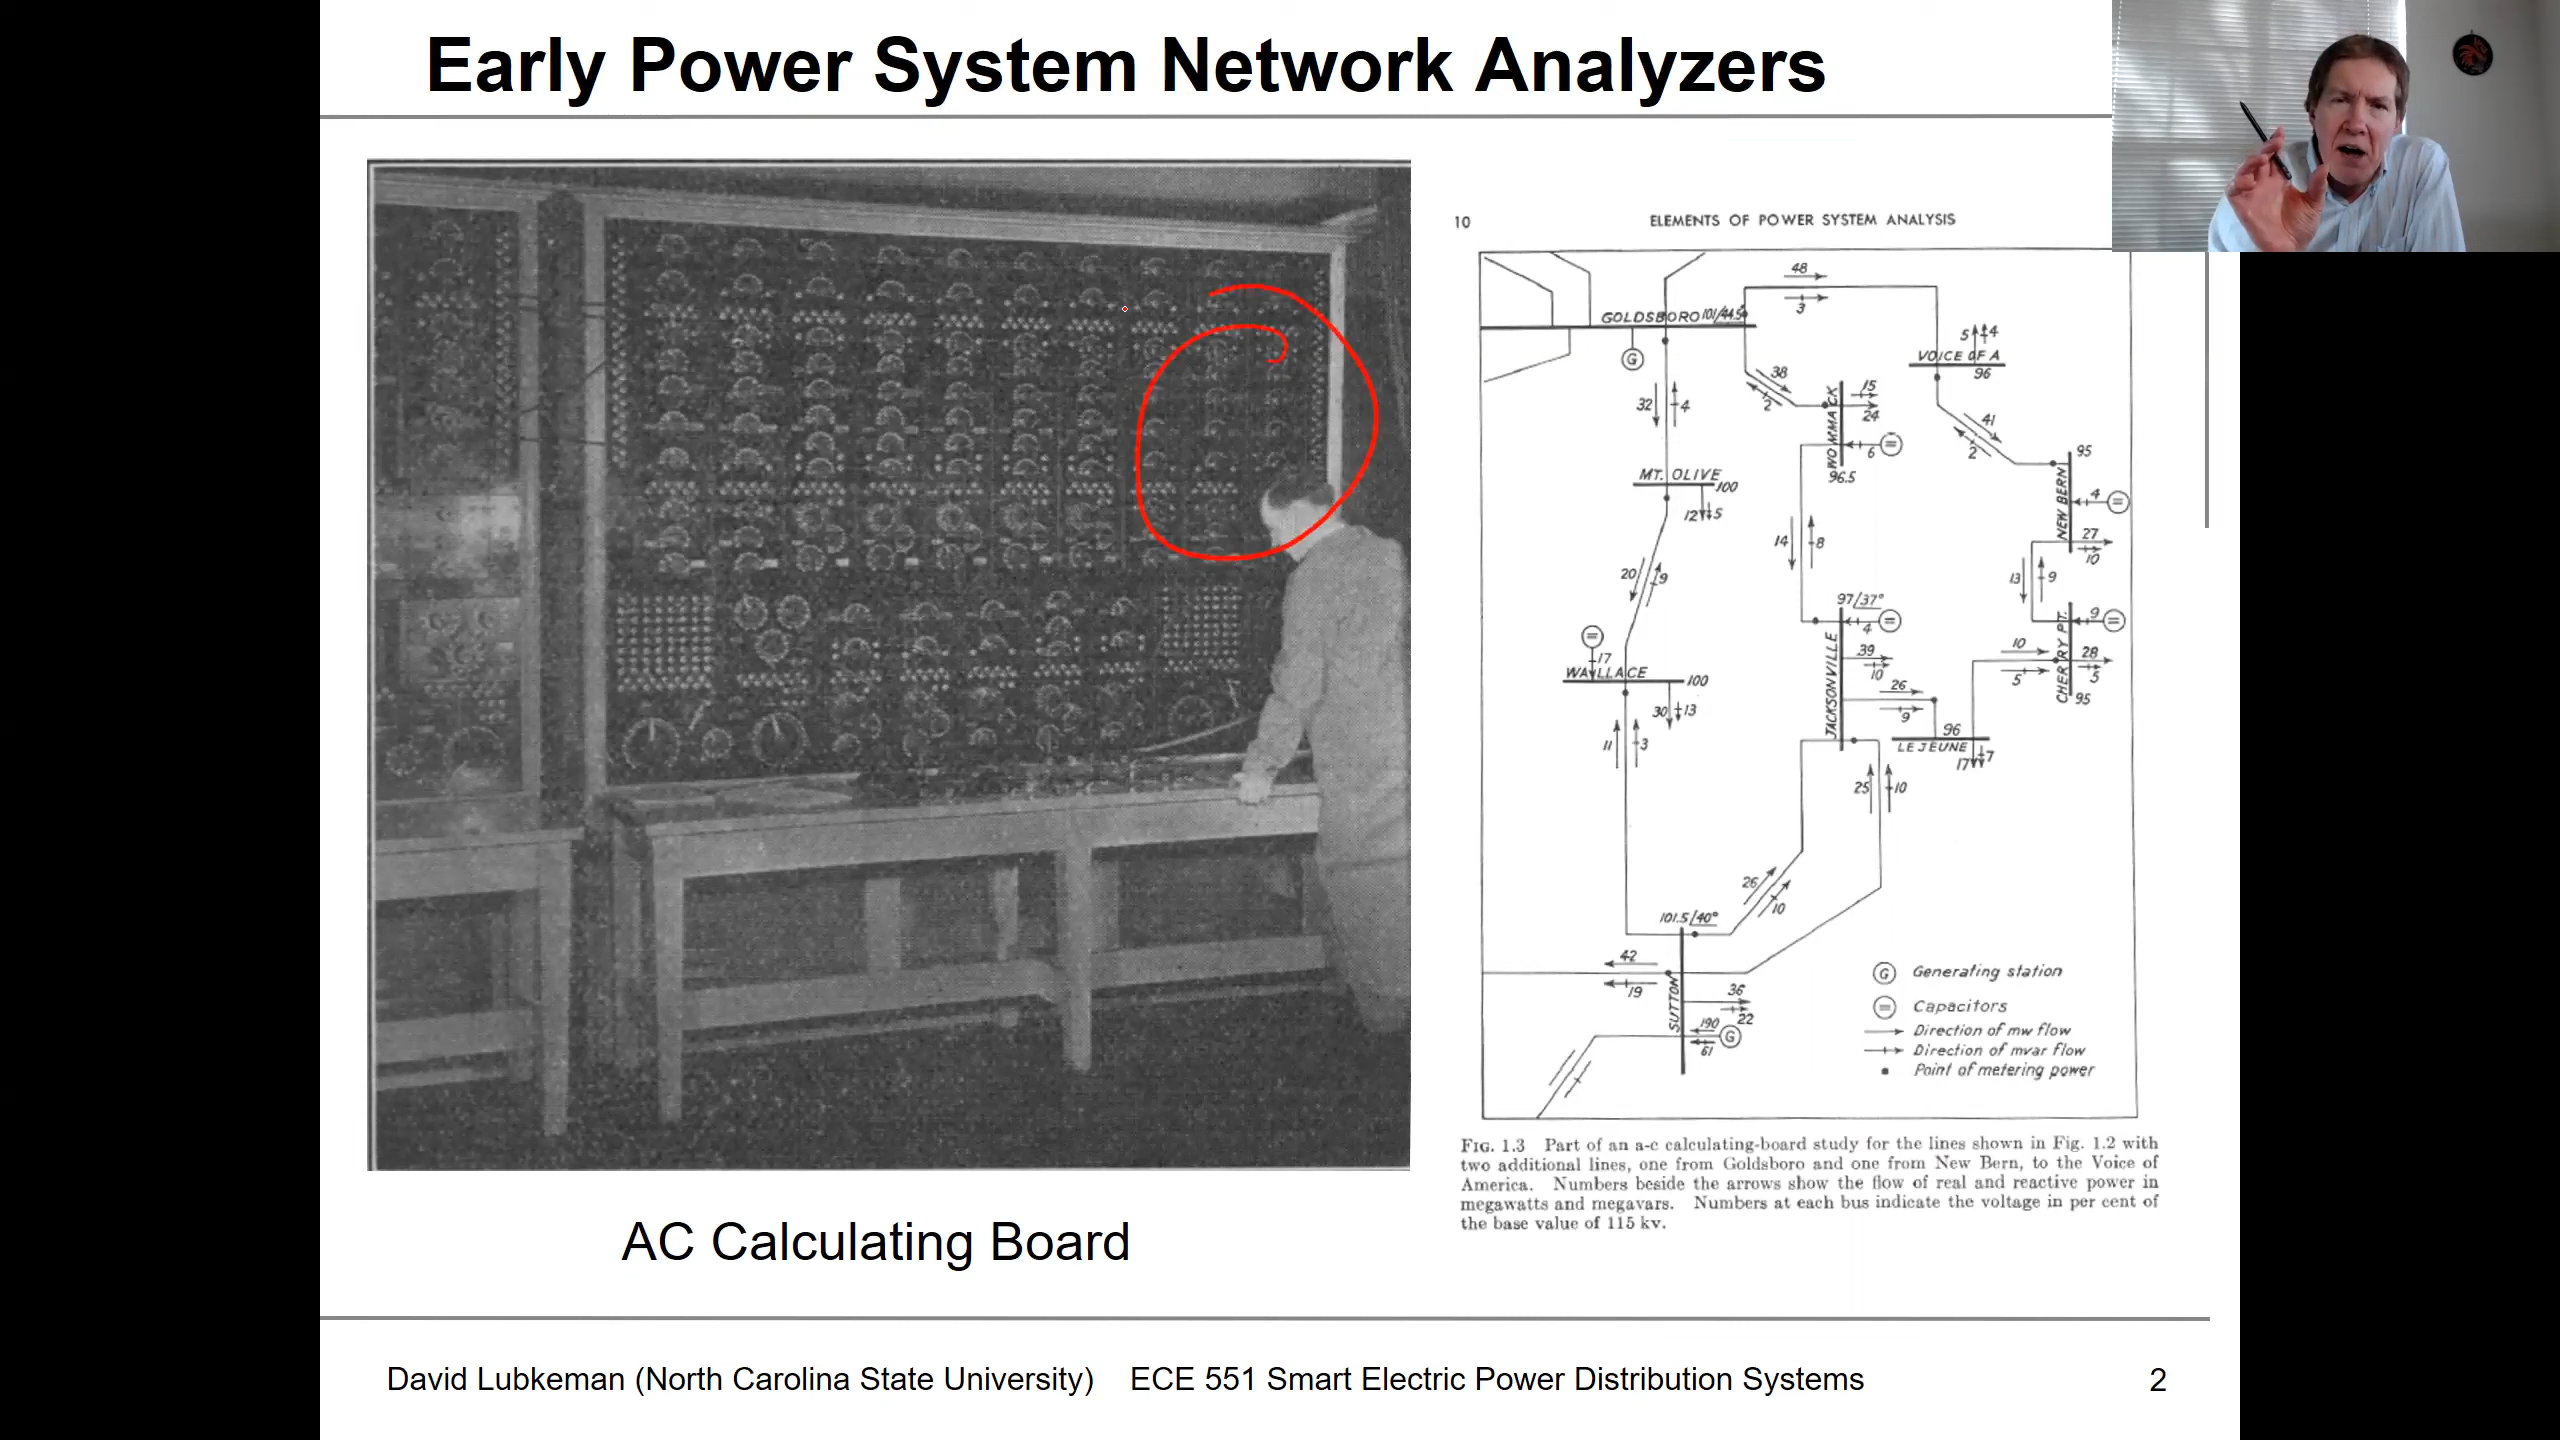 Early Power System Network Analyzers
10 ELEMENTS OF POWER SYSTEM ANALYSIS
48
3
GOLDSBORO 101/44.5°
G
5 4
VOICE OF A
96
38
2
15
24
32 4
WOMMACK
6
96.5
41
2
95
MT. OLIVE
100
12 5
NEW BERN
4
27
10
14 8
20 9
13 9
97/37°
4
9
17
WALLACE
100
JACKSONVILLE
39
10
10
5
CHERRY PT.
28
5
95
30 13
26
9
11 3
96
LEJEUNE
17 7
25 10
26
10
101.5/40°
42
19
SUTTON
36
22
190
61
G
G Generating station
Capacitors
Direction of mw flow
Direction of mvar flow
Point of metering power
FIG. 1.3 Part of an a-c calculating-board study for the lines shown in Fig. 1.2 with
two additional lines, one from Goldsboro and one from New Bern, to the Voice of
America. Numbers beside the arrows show the flow of real and reactive power in
megawatts and megavars. Numbers at each bus indicate the voltage in per cent of
the base value of 115 kv.
AC Calculating Board
David Lubkeman (North Carolina State University) ECE 551 Smart Electric Power Distribution Systems 2